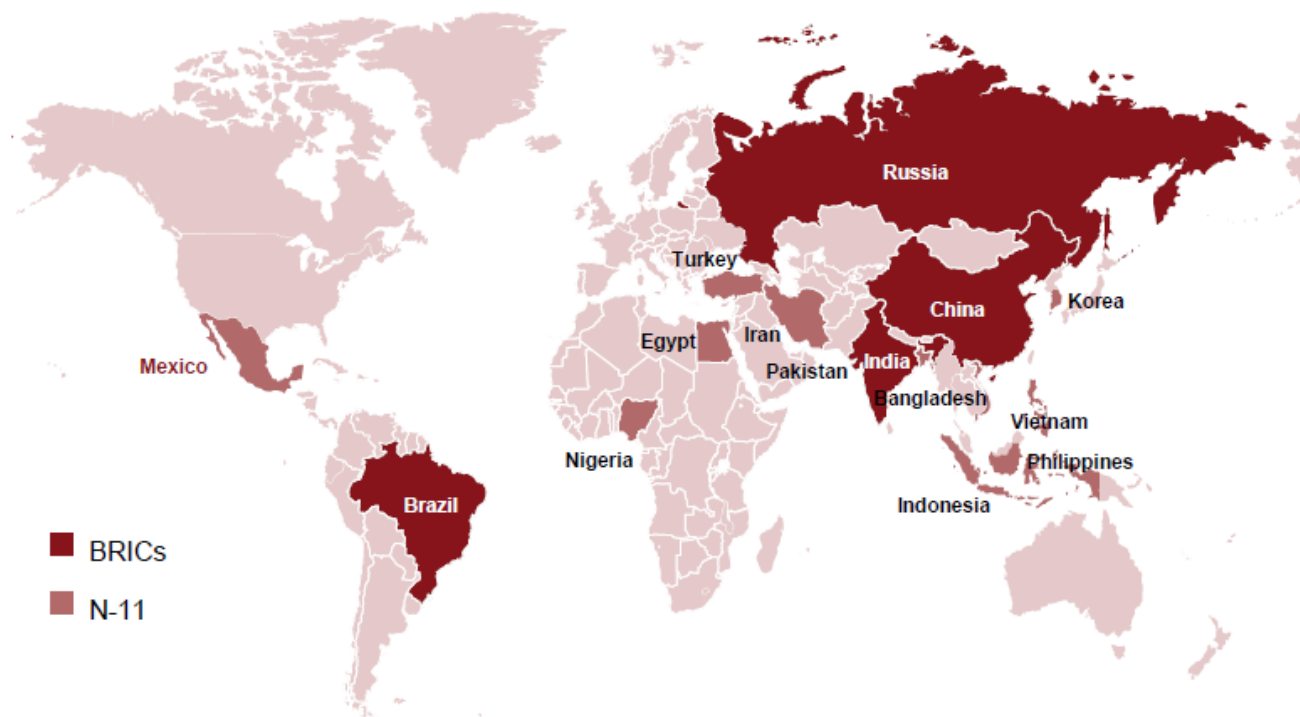 Russia
Turkey
China
Korea
Egypt
Iran
Mexico
Pakistan
India
Bangladesh
Vietnam
Nigeria
Philippines
Brazil
Indonesia
BRICs
N-11